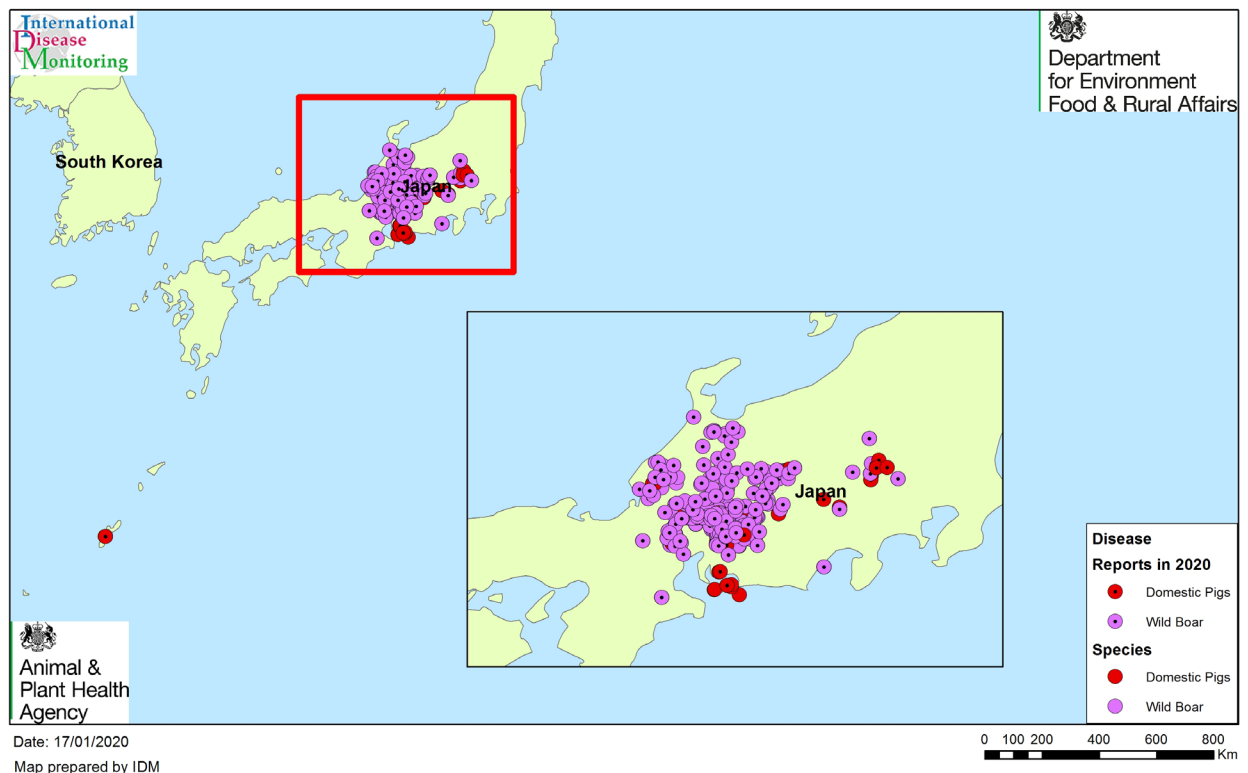 International
Disease
Monitoring
Department
for Environment
Food & Rural Affairs
South Korea
Japan
Japan
Disease
Reports in 2020
Domestic Pigs
Wild Boar
Species
Domestic Pigs
Wild Boar
Animal &
Plant Health
Agency
Date: 17/01/2020
Map prepared by IDM
0 100 200 400 600 800
Km